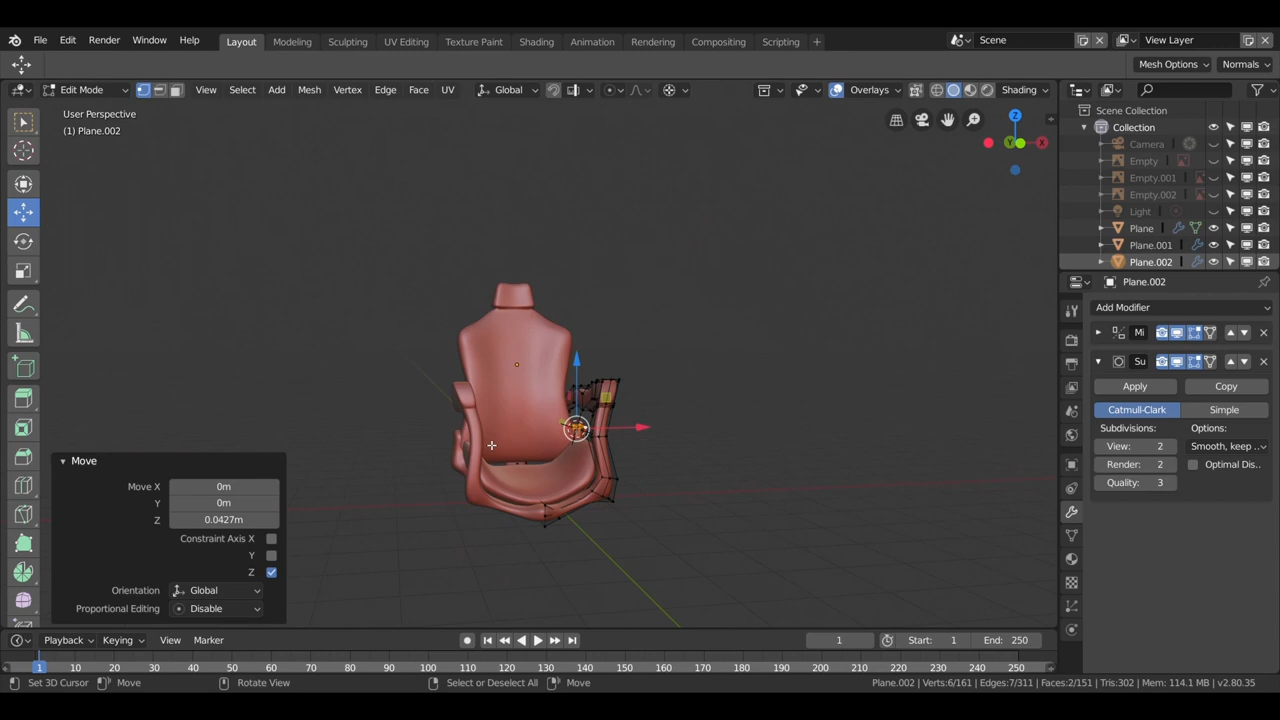 File Edit Render Window Help Layout Modeling Sculpting UV Editing Texture Paint Shading Animation Rendering Compositing Scripting + Scene View Layer
Mesh Options Normals
Edit Mode View Select Add Mesh Vertex Edge Face UV Global Overlays Shading
User Perspective
(1) Plane.002
Z
Y
X
Scene Collection
Collection
Camera
Empty
Empty.001
Empty.002
Light
Plane
Plane.001
Plane.002
Plane.002
Add Modifier
Mi
Su
Apply Copy
Catmull-Clark Simple
Subdivisions: Options:
View: 2 Smooth, keep ..
Render: 2 Optimal Dis..
Quality: 3
Move
Move X 0m
Y 0m
Z 0.0427m
Constraint Axis X
Y
Z
Orientation Global
Proportional Editing Disable
Playback Keying View Marker 1 Start: 1 End: 250
1 10 20 30 40 50 60 70 80 90 100 110 120 130 140 150 160 170 180 190 200 210 220 230 240 250
Set 3D Cursor Move Rotate View Select or Deselect All Move Plane.002 | Verts:6/161 | Edges:7/311 | Faces:2/151 | Tris:302 | Mem: 114.1 MB | v2.80.35